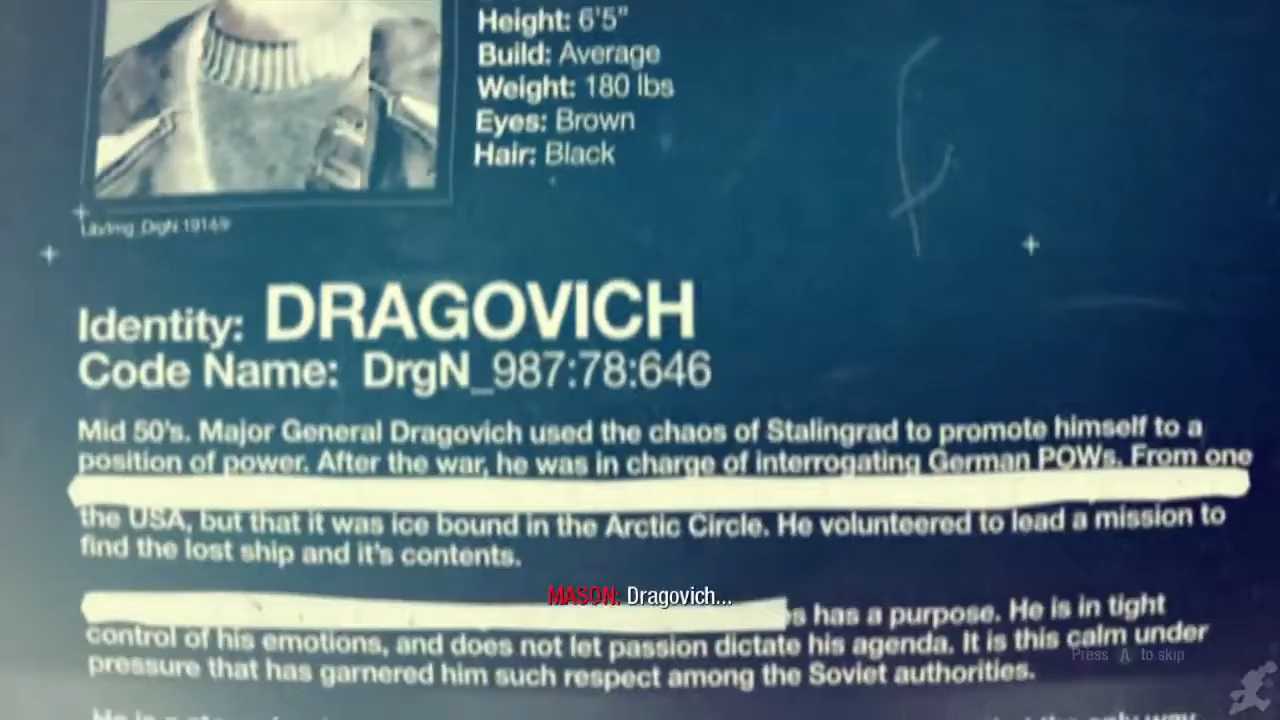 Height: 6'5"
Build: Average
Weight: 180 lbs
Eyes: Brown
Hair: Black
Identity: DRAGOVICH
Code Name: DrgN_987:78:646
Mid 50's. Major General Dragovich used the chaos of Stalingrad to promote himself to a
position of power. After the war, he was in charge of interrogating German POWs. From one
the USA, but that it was ice bound in the Arctic Circle. He volunteered to lead a mission to
find the lost ship and it's contents.
MASON: Dragovich...
s has a purpose. He is in tight
control of his emotions, and does not let passion dictate his agenda. It is this calm under
Press A to skip
pressure that has garnered him such respect among the Soviet authorities.